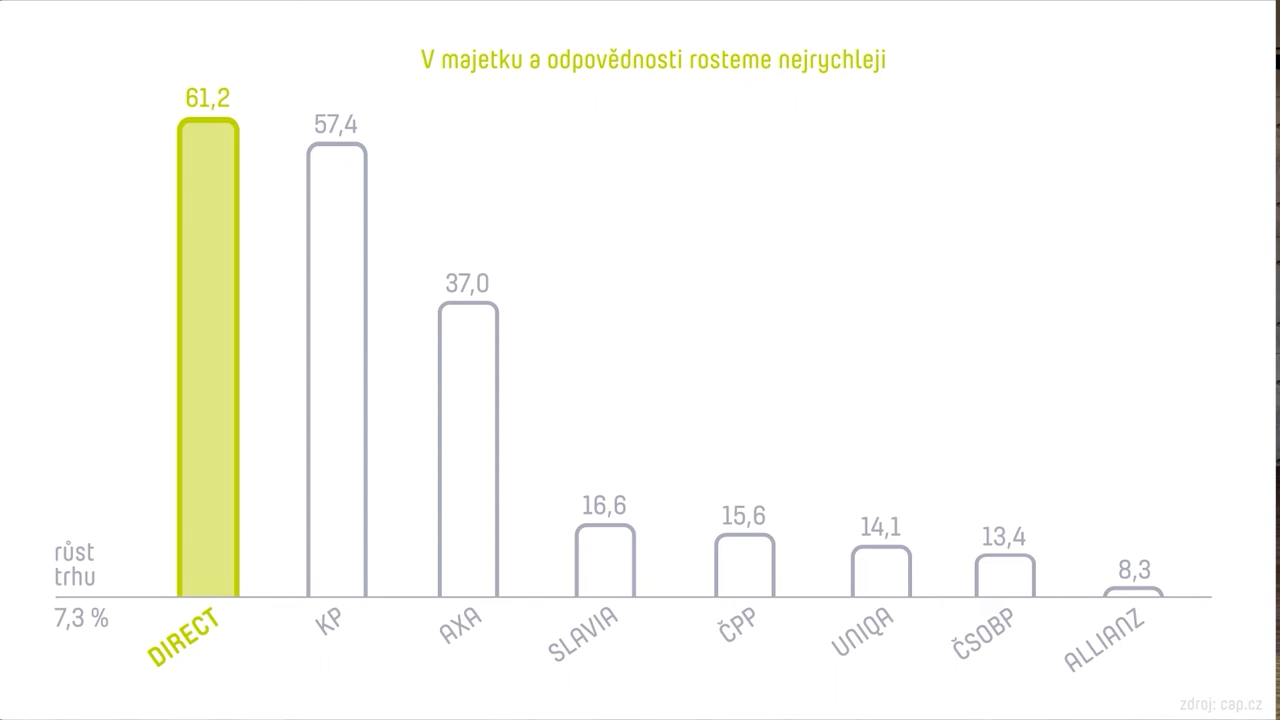 V majetku a odpovědnosti rosteme nejrychleji
61,2
57,4
37,0
16,6
15,6
14,1
13,4
8,3
růst
trhu
7,3 %
DIRECT
KP
AXA
SLAVIA
ČPP
UNIQA
ČSOBP
ALLIANZ
zdroj: cap.cz